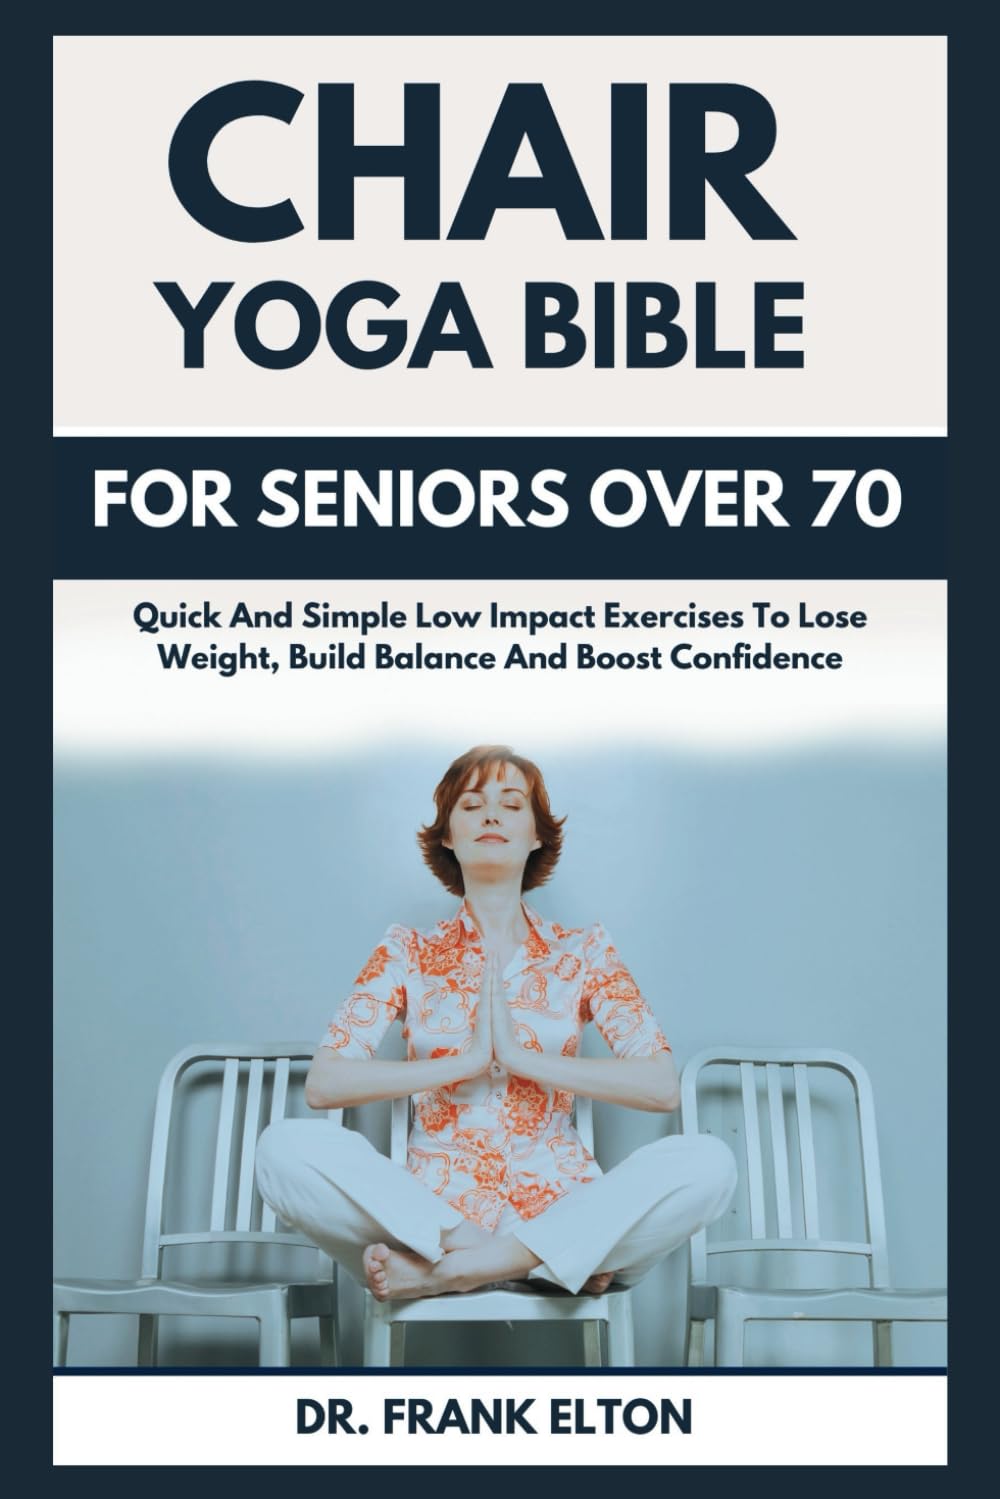 CHAIR
YOGA BIBLE
FOR SENIORS OVER 70
Quick And Simple Low Impact Exercises To Lose
Weight, Build Balance And Boost Confidence
DR. FRANK ELTON